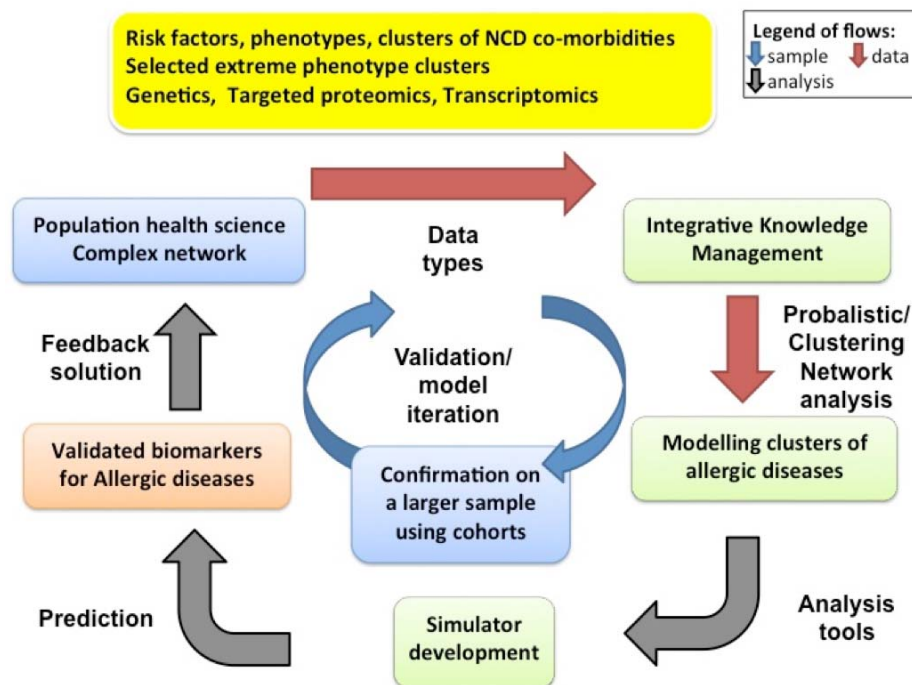 Risk factors, phenotypes, clusters of NCD co-morbidities
Selected extreme phenotype clusters
Genetics, Targeted proteomics, Transcriptomics
Legend of flows:
sample data
analysis
Population health science
Complex network
Data
types
Integrative Knowledge
Management
Feedback
solution
Validation/
model
iteration
Probalistic/
Clustering
Network
analysis
Validated biomarkers
for Allergic diseases
Confirmation on
a larger sample
using cohorts
Modelling clusters of
allergic diseases
Prediction
Simulator
development
Analysis
tools